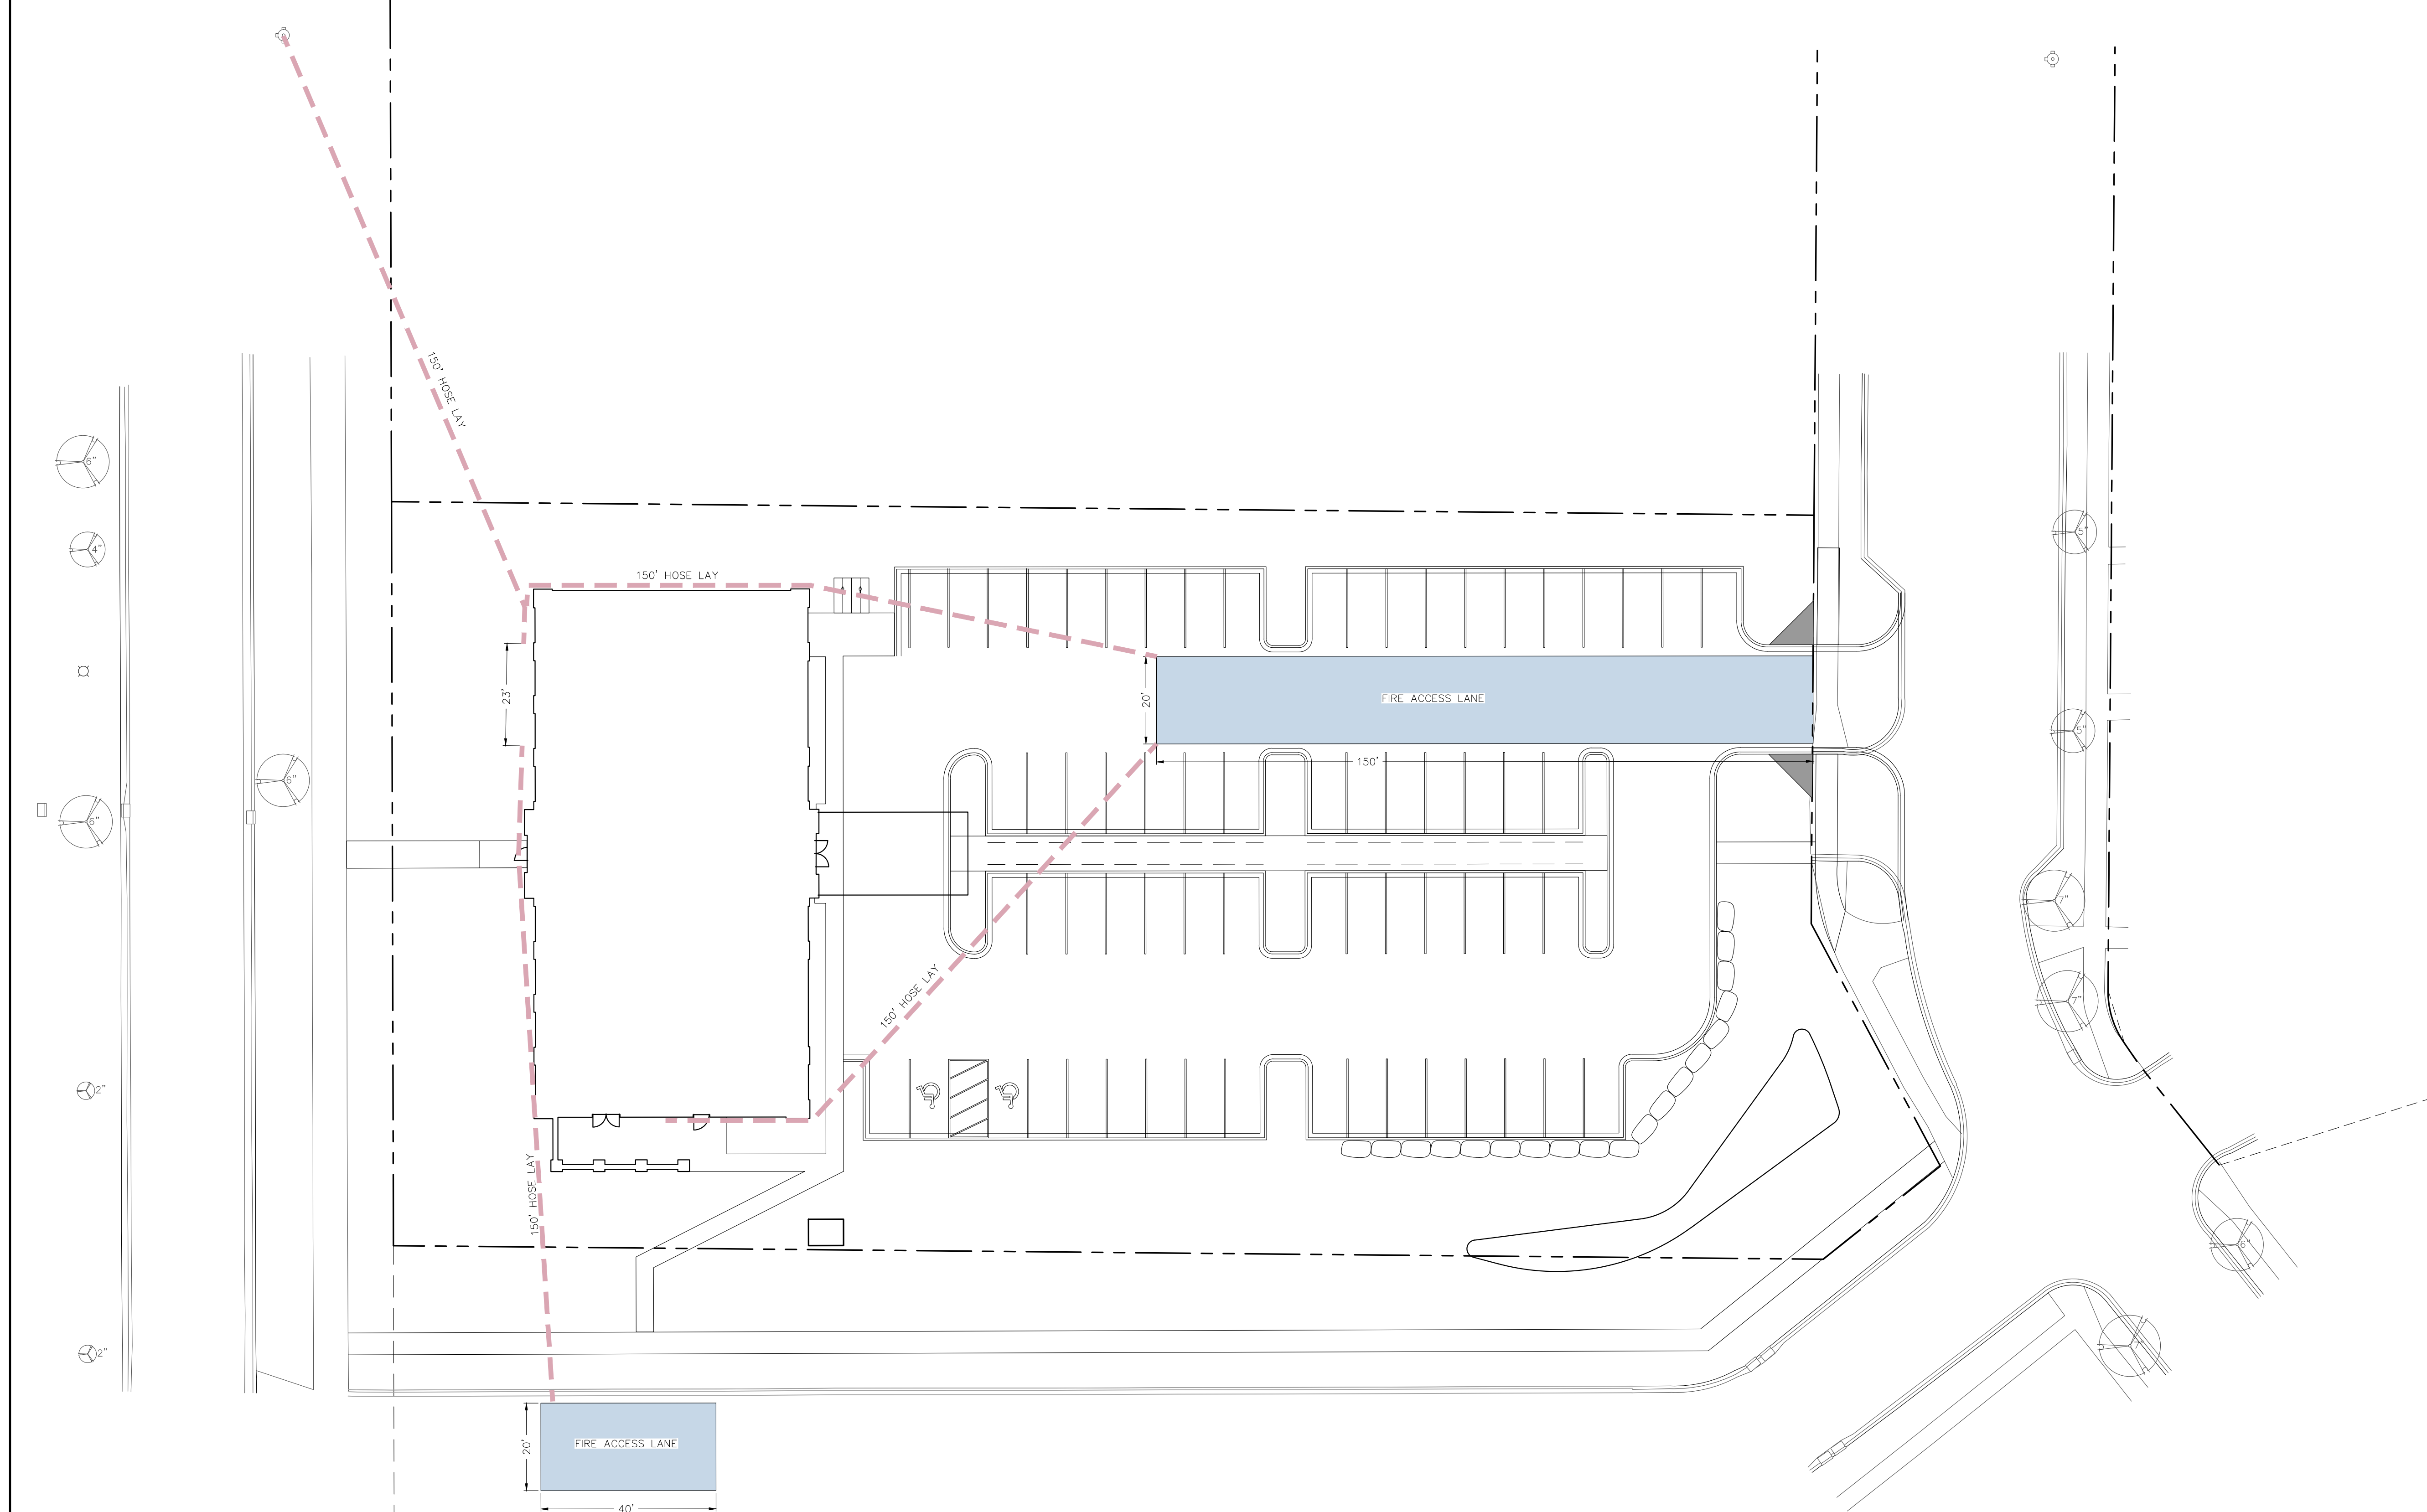 150' HOSE LAY
6"
4"
5"
150' HOSE LAY
23'
20'
FIRE ACCESS LANE
5"
150'
6"
6"
7"
150' HOSE LAY
7"
2"
150' HOSE LAY
6"
2"
7"
20'
FIRE ACCESS LANE
40'